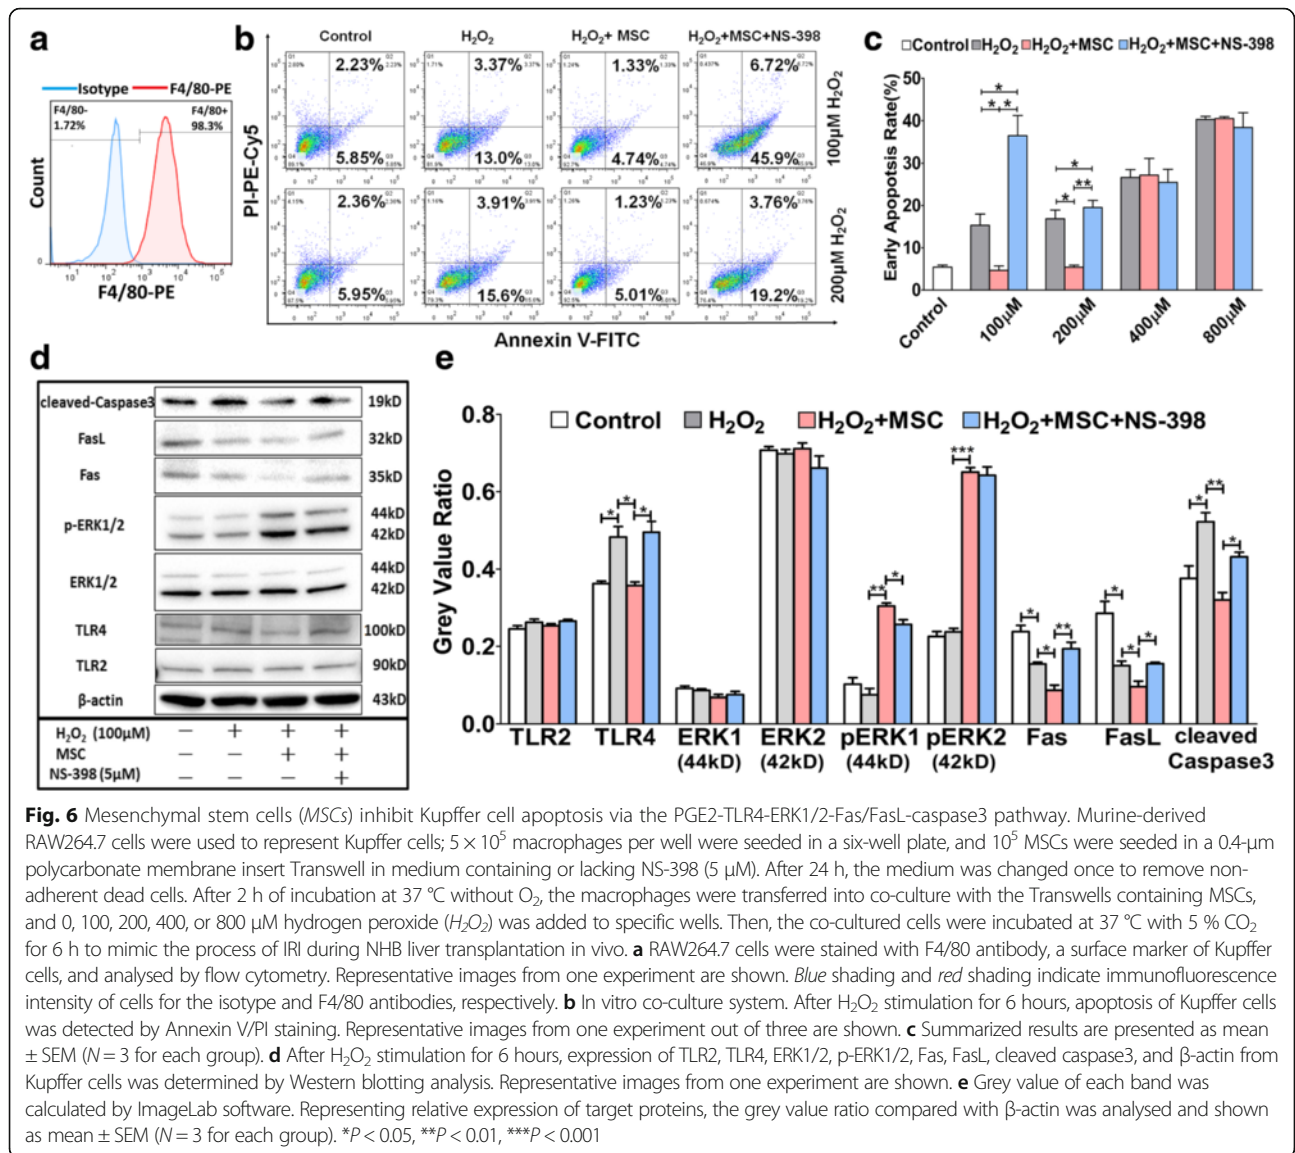 a
Isotype F4/80-PE
F4/80-
1.72%
F4/80+
98.3%
Count
0
10¹ 10² 10³ 10⁴ 10⁵
F4/80-PE
b
Control H₂O₂ H₂O₂+ MSC H₂O₂+MSC+NS-398
2.23% 3.37% 1.33% 6.72%
5.85% 13.0% 4.74% 45.9%
100μM H₂O₂
2.36% 3.91% 1.23% 3.76%
5.95% 15.6% 5.01% 19.2%
200μM H₂O₂
PI-PE-Cy5
Annexin V-FITC
c
Control H₂O₂ H₂O₂+MSC H₂O₂+MSC+NS-398
Early Apopotsis Rate(%)
50
40
30
20
10
0
* * *
* * **
Control 100μM 200μM 400μM 800μM
d
cleaved-Caspase3 19kD
FasL 32kD
Fas 35kD
p-ERK1/2 44kD
42kD
ERK1/2 44kD
42kD
TLR4 100kD
TLR2 90kD
β-actin 43kD
H₂O₂ (100μM) − + + +
MSC − − + +
NS-398 (5μM) − − − +
e
Control H₂O₂ H₂O₂+MSC H₂O₂+MSC+NS-398
Grey Value Ratio
0.8
0.6
0.4
0.2
0.0
* * *
** *
***
* * **
* * *
* ** *
TLR2 TLR4 ERK1 ERK2 pERK1 pERK2 Fas FasL cleaved
(44kD) (42kD) (44kD) (42kD) Caspase3
Fig. 6 Mesenchymal stem cells (MSCs) inhibit Kupffer cell apoptosis via the PGE2-TLR4-ERK1/2-Fas/FasL-caspase3 pathway. Murine-derived
RAW264.7 cells were used to represent Kupffer cells; 5 × 10⁵ macrophages per well were seeded in a six-well plate, and 10⁵ MSCs were seeded in a 0.4-μm
polycarbonate membrane insert Transwell in medium containing or lacking NS-398 (5 μM). After 24 h, the medium was changed once to remove non-
adherent dead cells. After 2 h of incubation at 37 °C without O₂, the macrophages were transferred into co-culture with the Transwells containing MSCs,
and 0, 100, 200, 400, or 800 μM hydrogen peroxide (H₂O₂) was added to specific wells. Then, the co-cultured cells were incubated at 37 °C with 5 % CO₂
for 6 h to mimic the process of IRI during NHB liver transplantation in vivo. a RAW264.7 cells were stained with F4/80 antibody, a surface marker of Kupffer
cells, and analysed by flow cytometry. Representative images from one experiment are shown. Blue shading and red shading indicate immunofluorescence
intensity of cells for the isotype and F4/80 antibodies, respectively. b In vitro co-culture system. After H₂O₂ stimulation for 6 hours, apoptosis of Kupffer cells
was detected by Annexin V/PI staining. Representative images from one experiment out of three are shown. c Summarized results are presented as mean
± SEM (N = 3 for each group). d After H₂O₂ stimulation for 6 hours, expression of TLR2, TLR4, ERK1/2, p-ERK1/2, Fas, FasL, cleaved caspase3, and β-actin from
Kupffer cells was determined by Western blotting analysis. Representative images from one experiment are shown. e Grey value of each band was
calculated by ImageLab software. Representing relative expression of target proteins, the grey value ratio compared with β-actin was analysed and shown
as mean ± SEM (N = 3 for each group). *P < 0.05, **P < 0.01, ***P < 0.001